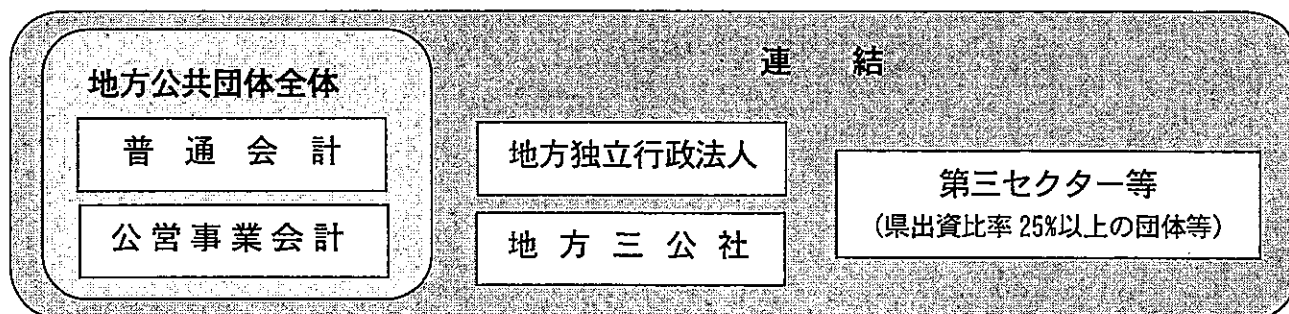 連結
地方公共団体全体
普通会計
公営事業会計
地方独立行政法人
地方三公社
第三セクター等
(県出資比率25%以上の団体等)